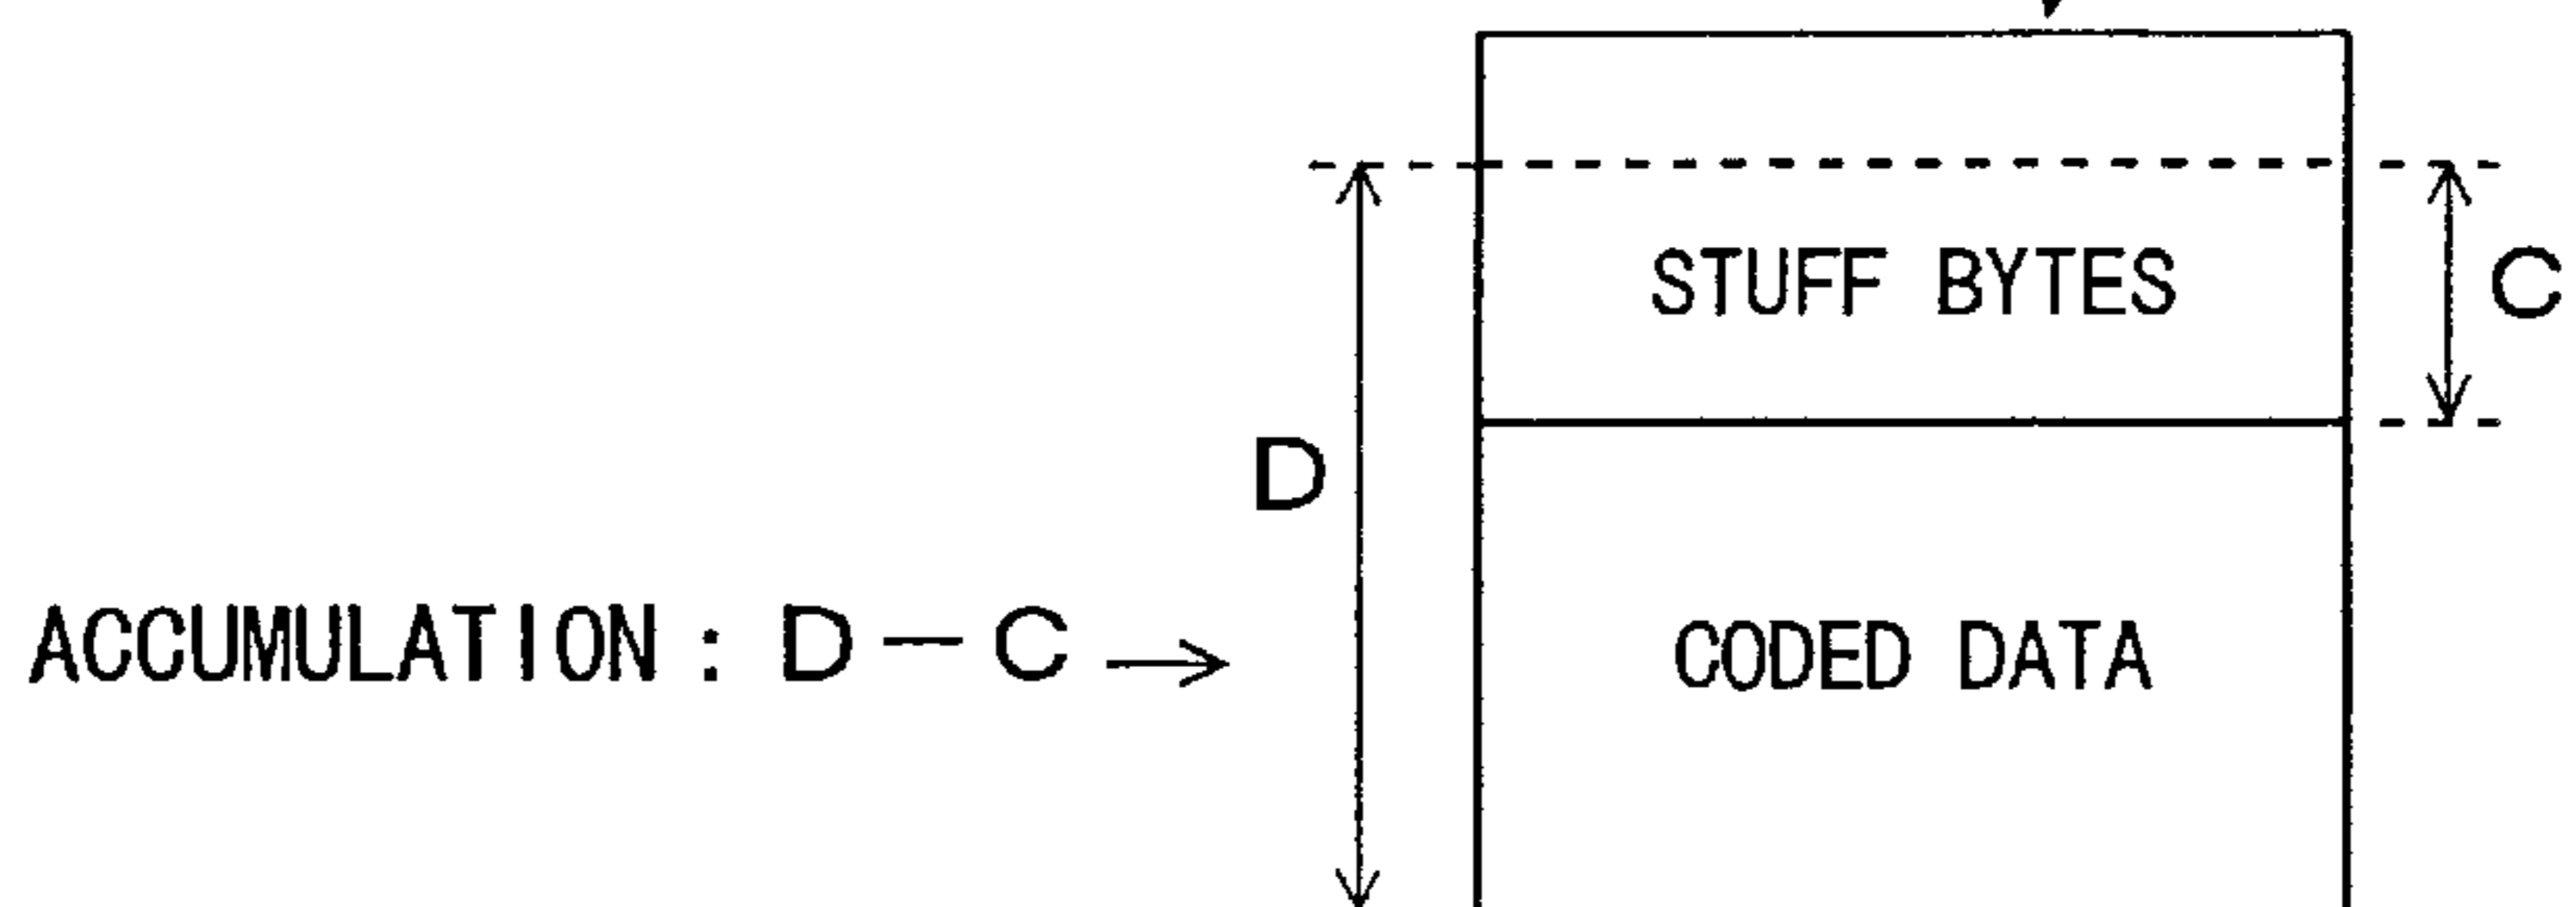 STUFF BYTES
C
D
ACCUMULATION : D − C
CODED DATA